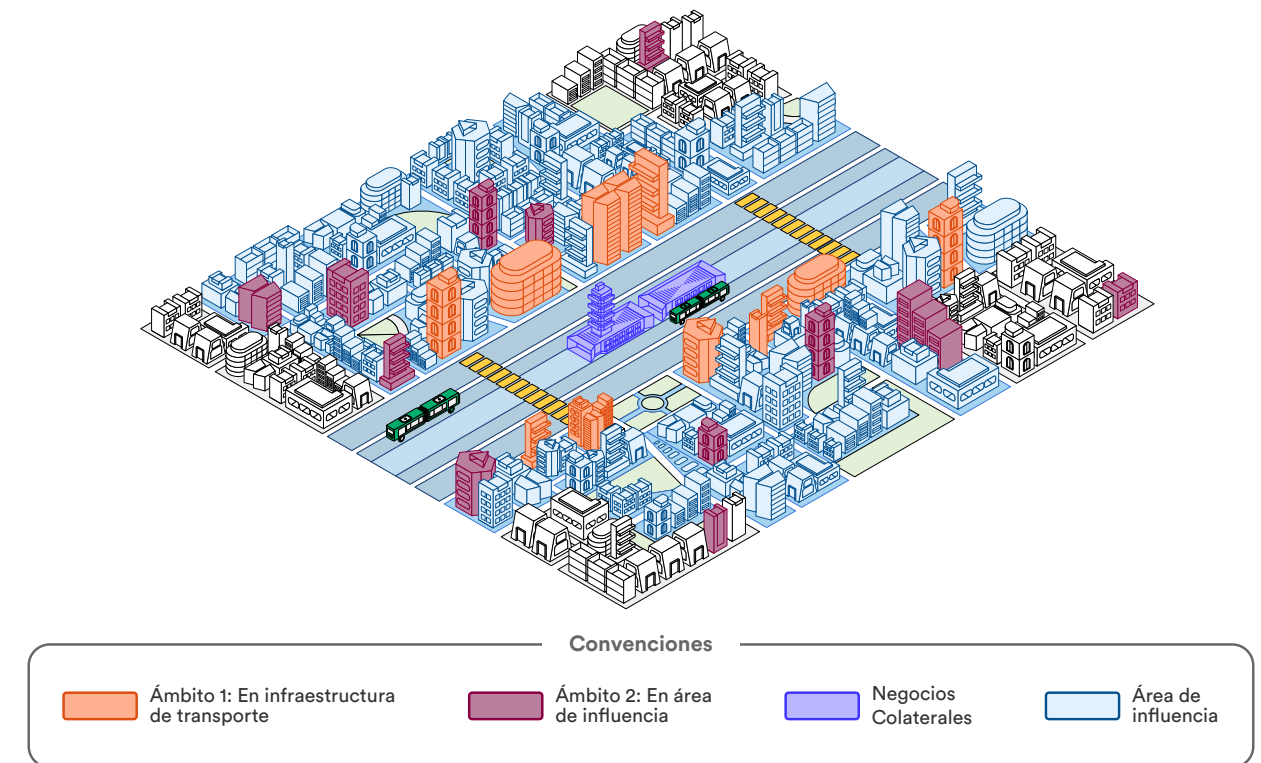 Convenciones
Ámbito 1: En infraestructura
de transporte
Ámbito 2: En área
de influencia
Negocios
Colaterales
Área de
influencia